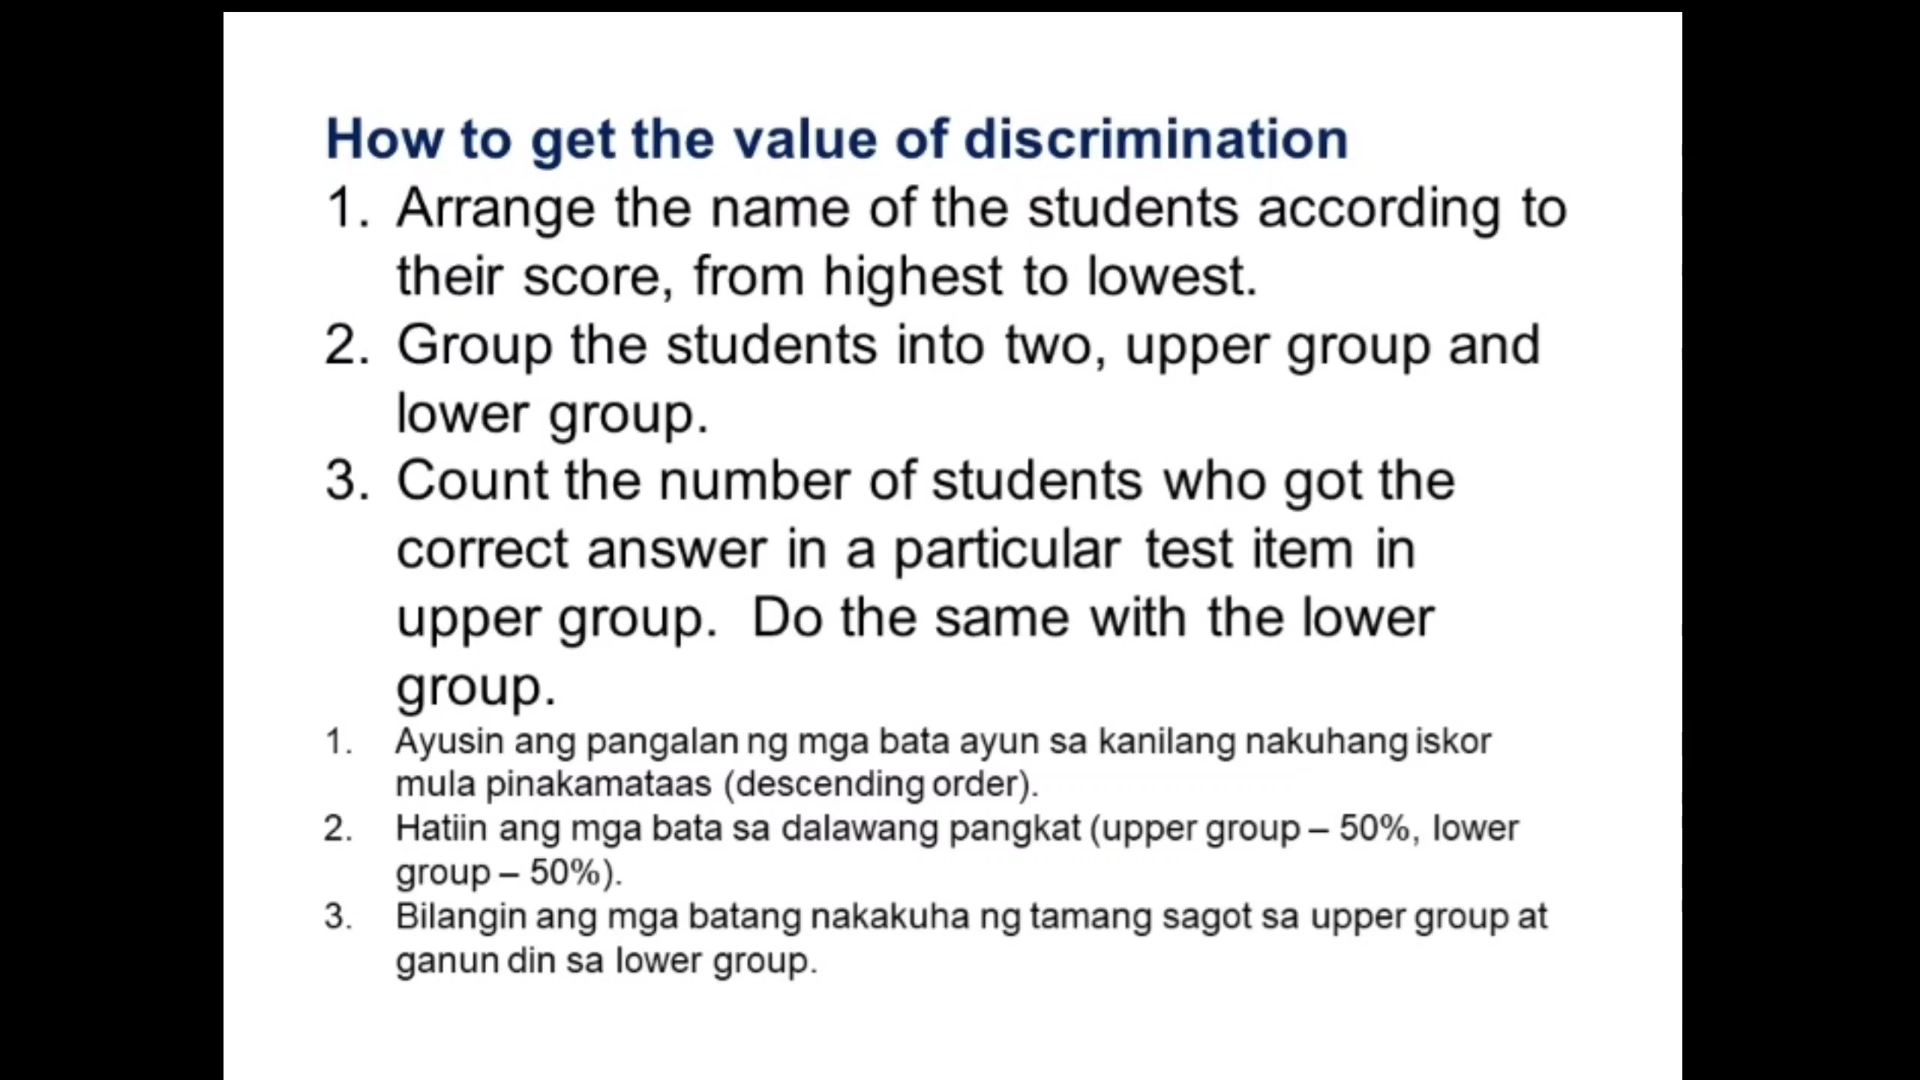 How to get the value of discrimination
1. Arrange the name of the students according to
their score, from highest to lowest.
2. Group the students into two, upper group and
lower group.
3. Count the number of students who got the
correct answer in a particular test item in
upper group. Do the same with the lower
group.
1. Ayusin ang pangalan ng mga bata ayun sa kanilang nakuhang iskor
mula pinakamataas (descending order).
2. Hatiin ang mga bata sa dalawang pangkat (upper group – 50%, lower
group – 50%).
3. Bilangin ang mga batang nakakuha ng tamang sagot sa upper group at
ganun din sa lower group.